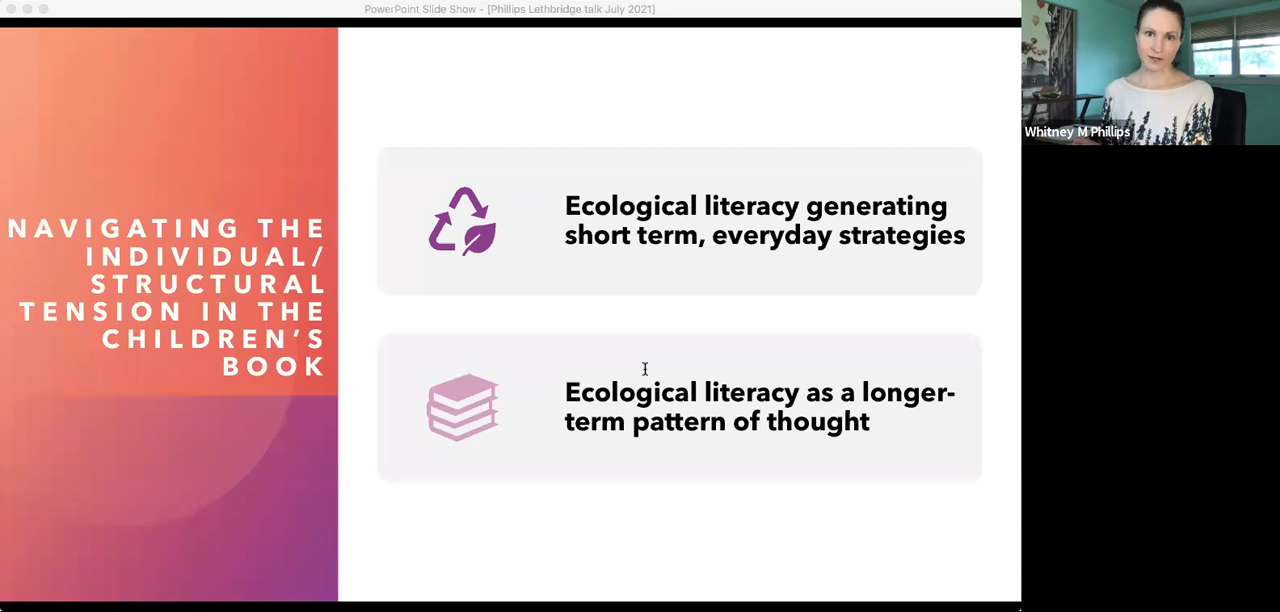 PowerPoint Slide Show - [Phillips Lethbridge talk July 2021]
NAVIGATING THE
INDIVIDUAL/
STRUCTURAL
TENSION IN THE
CHILDREN’S
BOOK
Ecological literacy generating
short term, everyday strategies
Ecological literacy as a longer-
term pattern of thought
Whitney M Phillips